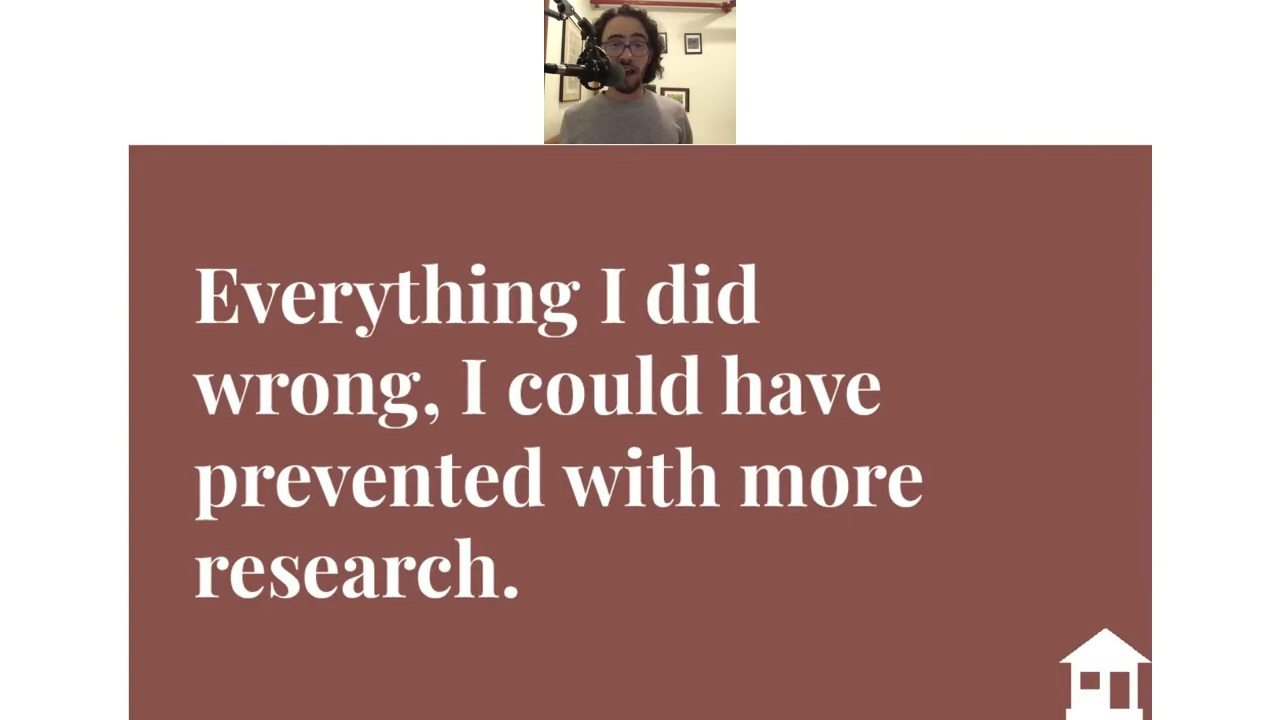 Everything I did
wrong, I could have
prevented with more
research.